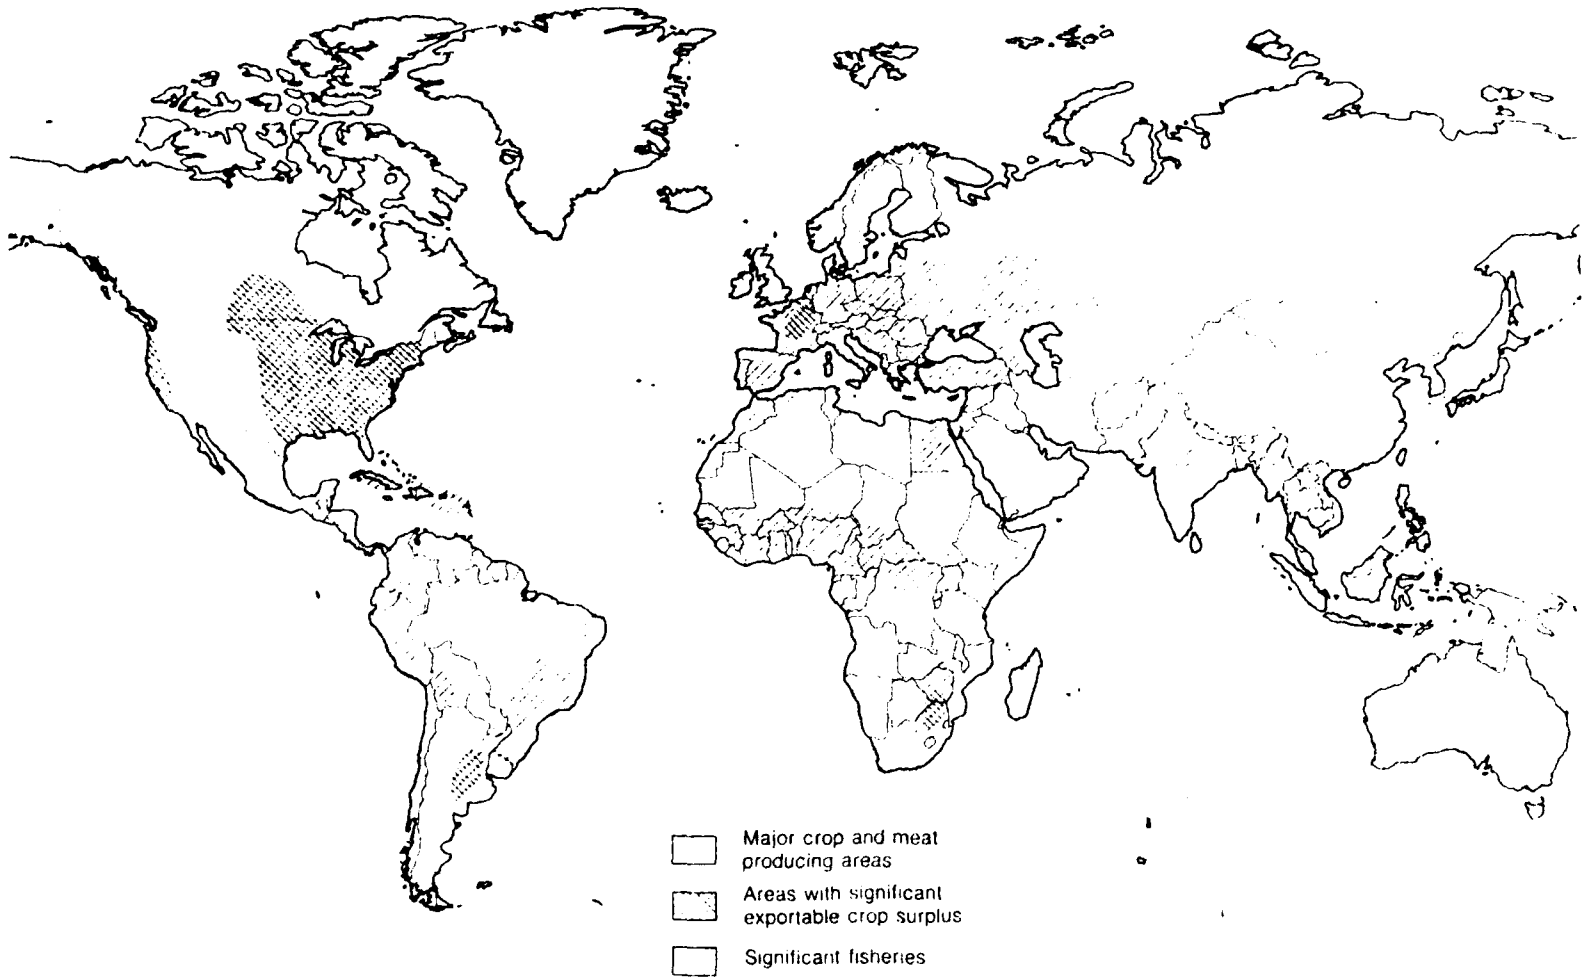 Major crop and meat
producing areas
Areas with significant
exportable crop surplus
Significant fisheries